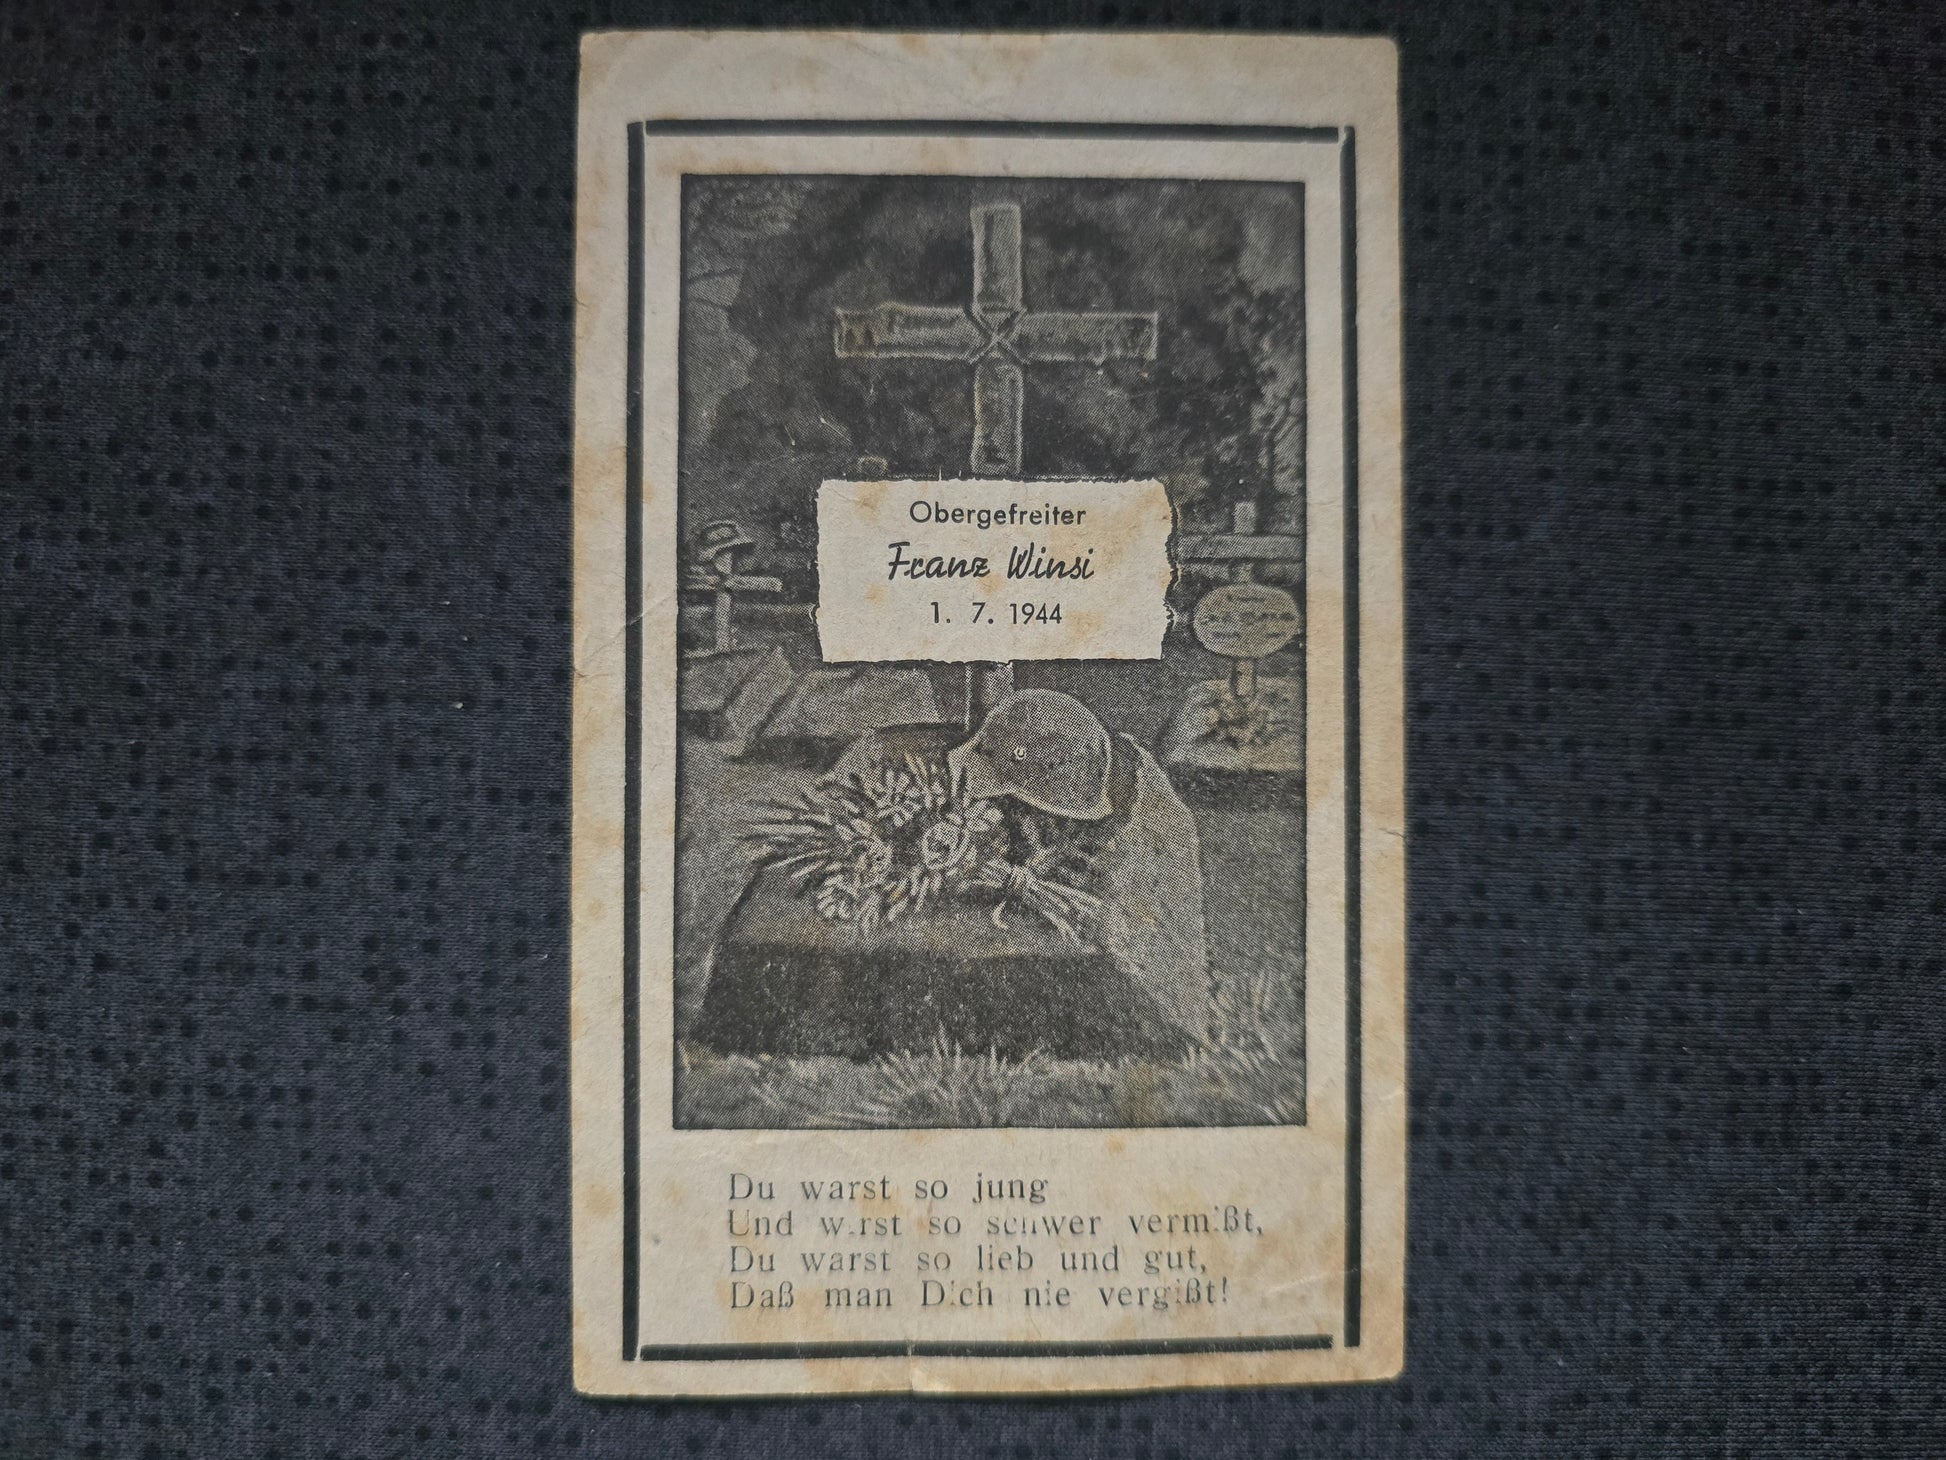 Obergefreiter
Franz Winsi
1. 7. 1944
Du warst so jung
Und wirst so schwer vermißt,
Du warst so lieb und gut,
Daß man Dich nie vergißt!